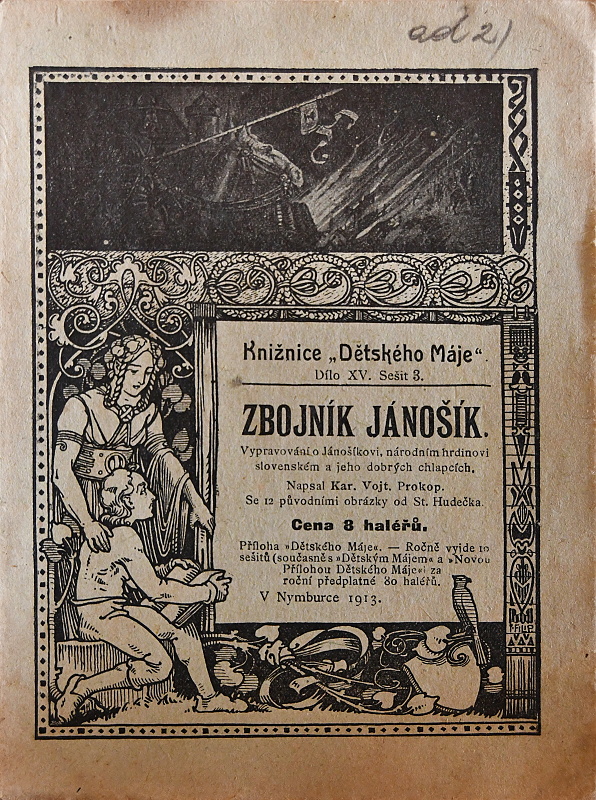 ad 2)
Knižnice „Dětského Máje“.
Dílo XV. Sešit 3.
ZBOJNÍK JÁNOŠÍK.
Vypravování o Jánošíkovi, národním hrdinovi
slovenském a jeho dobrých chlapcích.
Napsal Kar. Vojt. Prokop.
Se 12 původními obrázky od St. Hudečka.
Cena 8 haléřů.
Příloha »Dětského Máje«. — Ročně vyjde 10
sešitů (současně s »Dětským Májem« a »Novou
Přílohou Dětského Máje«) za
roční předplatné 80 haléřů.
V Nymburce 1913.